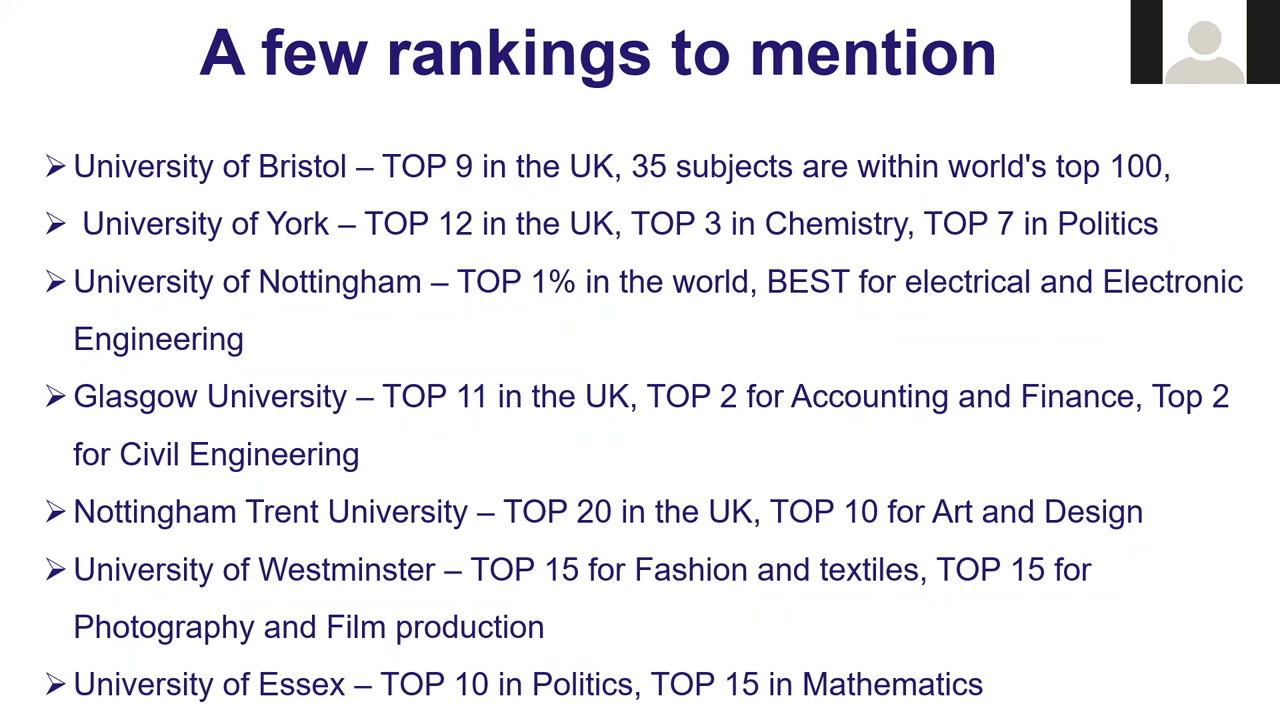 A few rankings to mention
➢ University of Bristol – TOP 9 in the UK, 35 subjects are within world's top 100,
➢ University of York – TOP 12 in the UK, TOP 3 in Chemistry, TOP 7 in Politics
➢ University of Nottingham – TOP 1% in the world, BEST for electrical and Electronic
Engineering
➢ Glasgow University – TOP 11 in the UK, TOP 2 for Accounting and Finance, Top 2
for Civil Engineering
➢ Nottingham Trent University – TOP 20 in the UK, TOP 10 for Art and Design
➢ University of Westminster – TOP 15 for Fashion and textiles, TOP 15 for
Photography and Film production
➢ University of Essex – TOP 10 in Politics, TOP 15 in Mathematics